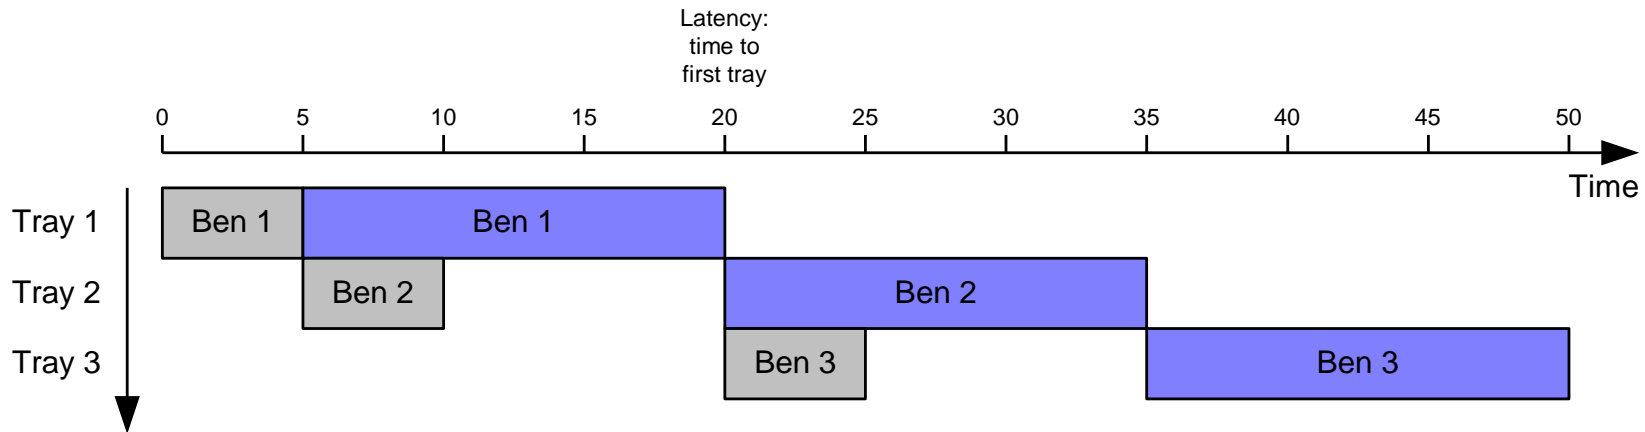 Latency:
time to
first tray
0 5 10 15 20 25 30 35 40 45 50
Time
Tray 1 Ben 1 Ben 1
Tray 2 Ben 2 Ben 2
Tray 3 Ben 3 Ben 3